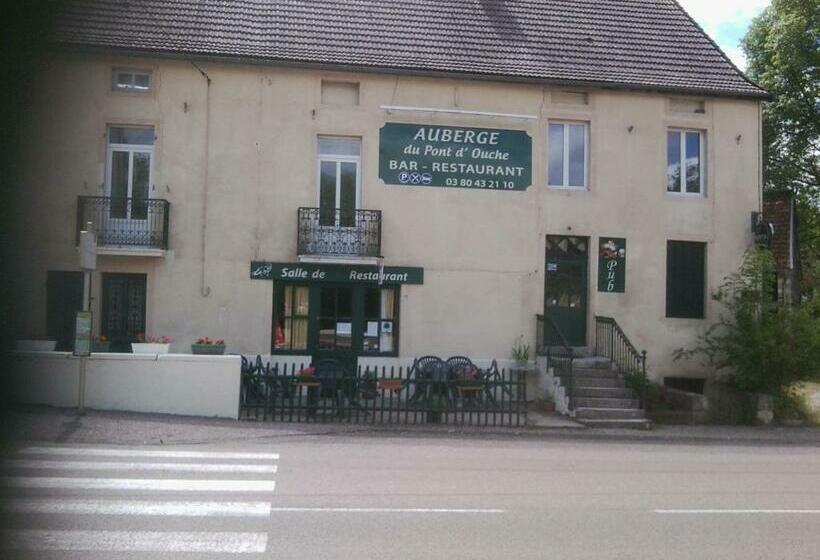 AUBERGE
du Pont d' Ouche
BAR - RESTAURANT
03 80 43 21 10
Salle de Restaurant
Pub